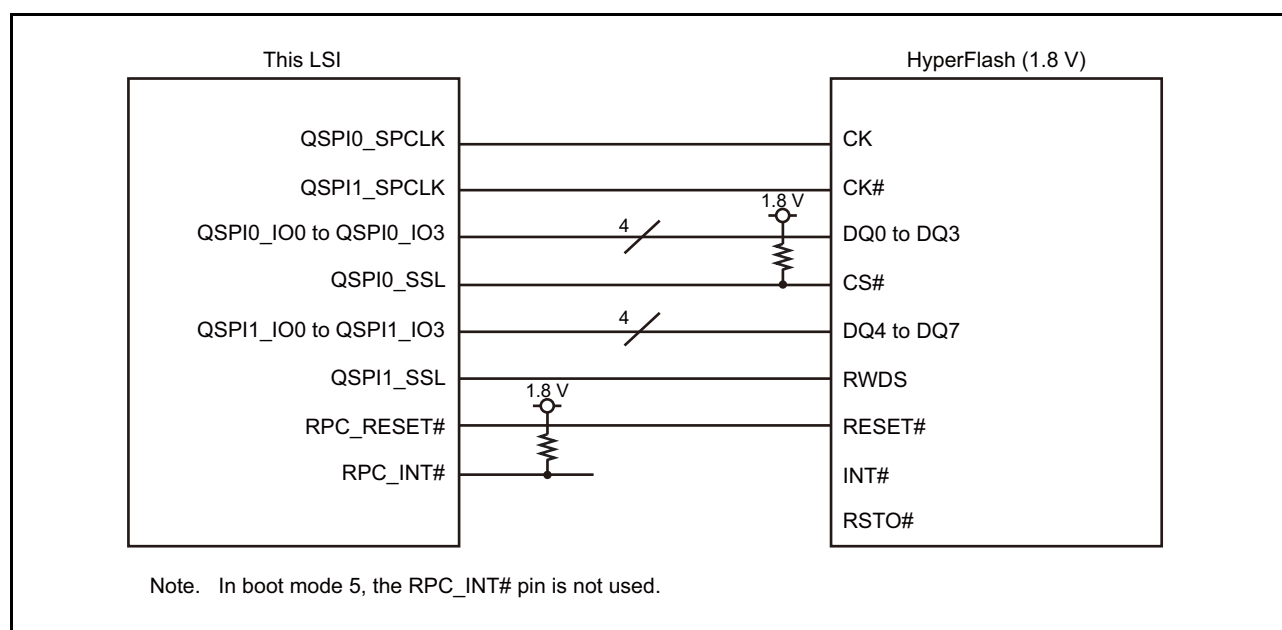 This LSI
HyperFlash (1.8 V)
QSPI0_SPCLK
CK
QSPI1_SPCLK
CK#
1.8 V
QSPI0_IO0 to QSPI0_IO3
4
DQ0 to DQ3
QSPI0_SSL
CS#
QSPI1_IO0 to QSPI1_IO3
4
DQ4 to DQ7
QSPI1_SSL
RWDS
1.8 V
RPC_RESET#
RESET#
RPC_INT#
INT#
RSTO#
Note. In boot mode 5, the RPC_INT# pin is not used.